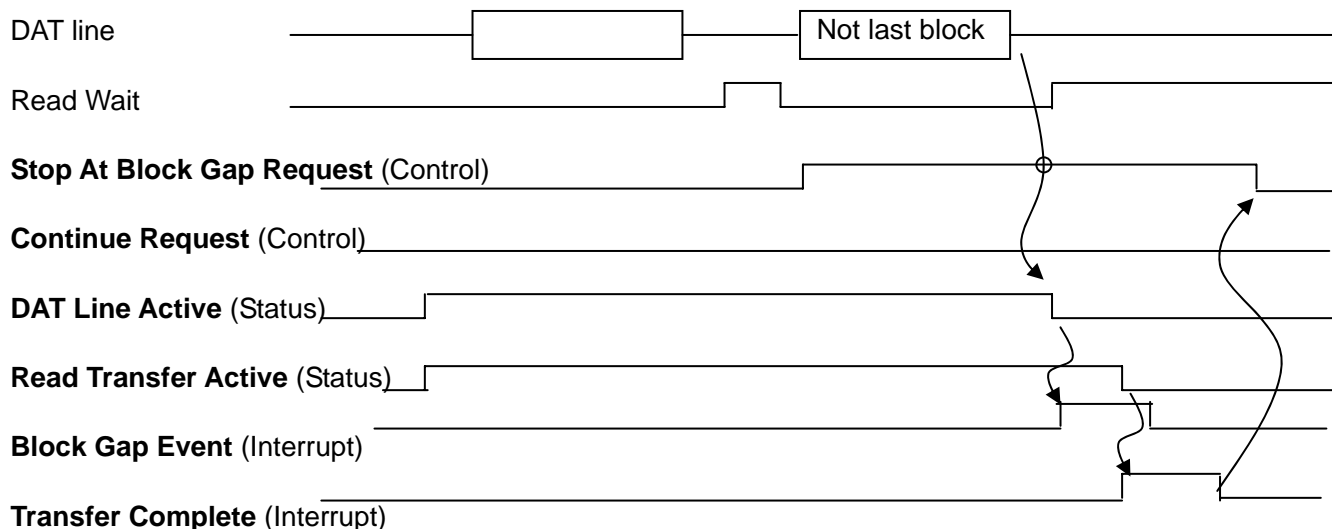 DAT line
Not last block
Read Wait
Stop At Block Gap Request (Control)
Continue Request (Control)
DAT Line Active (Status)
Read Transfer Active (Status)
Block Gap Event (Interrupt)
Transfer Complete (Interrupt)